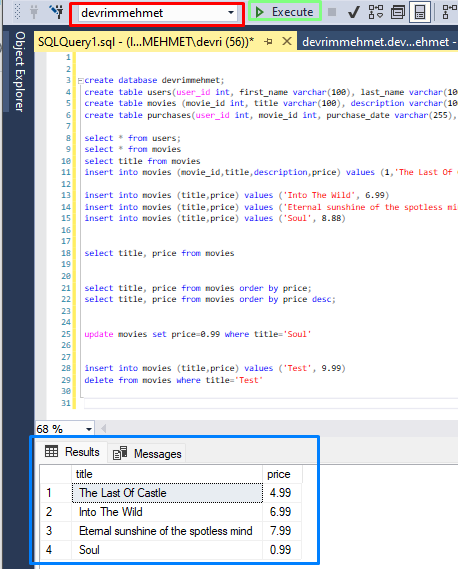 devrimmehmet
Execute
SQLQuery1.sql - (l...MEHMET\devri (56))*
devrimmehmet.dev...ehmet -
Object Explorer
1
2
3 create database devrimmehmet;
4 create table users(user_id int, first_name varchar(100), last_name varchar(10
5 create table movies (movie_id int, title varchar(100), description varchar(10
6 create table purchases(user_id int, movie_id int, purchase_date varchar(255),
7
8 select * from users;
9 select * from movies
10 select title from movies
11 insert into movies (movie_id,title,description,price) values (1,'The Last Of
12
13 insert into movies (title,price) values ('Into The Wild', 6.99)
14 insert into movies (title,price) values ('Eternal sunshine of the spotless mi
15 insert into movies (title,price) values ('Soul', 8.88)
16
17
18 select title, price from movies
19
20
21 select title, price from movies order by price;
22 select title, price from movies order by price desc;
23
24
25 update movies set price=0.99 where title='Soul'
26
27
28 insert into movies (title,price) values ('Test', 9.99)
29 delete from movies where title='Test'
30
31
68 %
Results Messages
title price
1 The Last Of Castle 4.99
2 Into The Wild 6.99
3 Eternal sunshine of the spotless mind 7.99
4 Soul 0.99